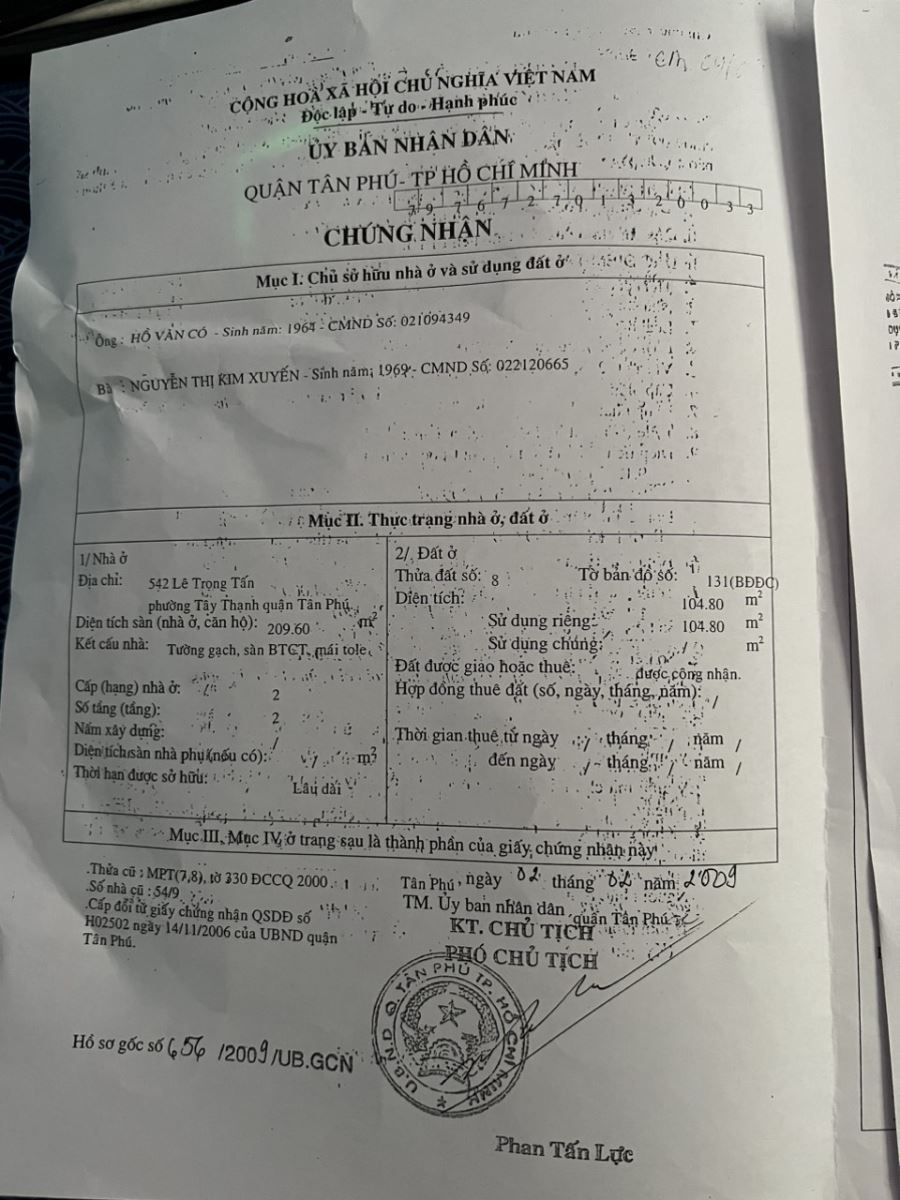 CỘNG HOÀ XÃ HỘI CHỦ NGHĨA VIỆT NAM
Độc lập - Tự do - Hạnh phúc
ỦY BAN NHÂN DÂN
QUẬN TÂN PHÚ- TP HỒ CHÍ MINH
7 9 7 6 7 2 7 0 1 3 2 0 0 3 3
CHỨNG NHẬN
Mục I. Chủ sở hữu nhà ở và sử dụng đất ở
Ông : HỒ VĂN CÓ - Sinh năm: 1964 - CMND Số: 021094349
Bà : NGUYỄN THỊ KIM XUYẾN - Sinh năm: 1969 - CMND Số: 022120665
Mục II. Thực trạng nhà ở, đất ở
1/ Nhà ở
Địa chỉ: 542 Lê Trọng Tấn
phường Tây Thạnh quận Tân Phú
Diện tích sàn (nhà ở, căn hộ): 209.60 m²
Kết cấu nhà: Tường gạch, sàn BTCT, mái tole
Cấp (hạng) nhà ở: 2
Số tầng (tầng): 2
Năm xây dựng: /
Diện tích sàn nhà phụ (nếu có): / m²
Thời hạn được sở hữu: Lâu dài
2/ Đất ở
Thửa đất số: 8 Tờ bản đồ số: 131(BĐĐC)
Diện tích: 104.80 m²
Sử dụng riêng: 104.80 m²
Sử dụng chung: / m²
Đất được giao hoặc thuê: được công nhận.
Hợp đồng thuê đất (số, ngày, tháng, năm): /
Thời gian thuê từ ngày / tháng / năm /
đến ngày / tháng / năm /
Mục III, Mục IV, ở trang sau là thành phần của giấy chứng nhận này
.Thửa cũ : MPT(7,8), tờ 330 ĐCCQ 2000
.Số nhà cũ : 54/9
.Cấp đổi từ giấy chứng nhận QSDĐ số
H02502 ngày 14/11/2006 của UBND quận
Tân Phú.
Tân Phú, ngày 02 tháng 02 năm 2009
TM. Ủy ban nhân dân quận Tân Phú
KT. CHỦ TỊCH
PHÓ CHỦ TỊCH
U.B.N.D Q. TÂN PHÚ TP. HỒ CHÍ MINH
Hồ sơ gốc số 656 /2009/UB.GCN
Phan Tấn Lực